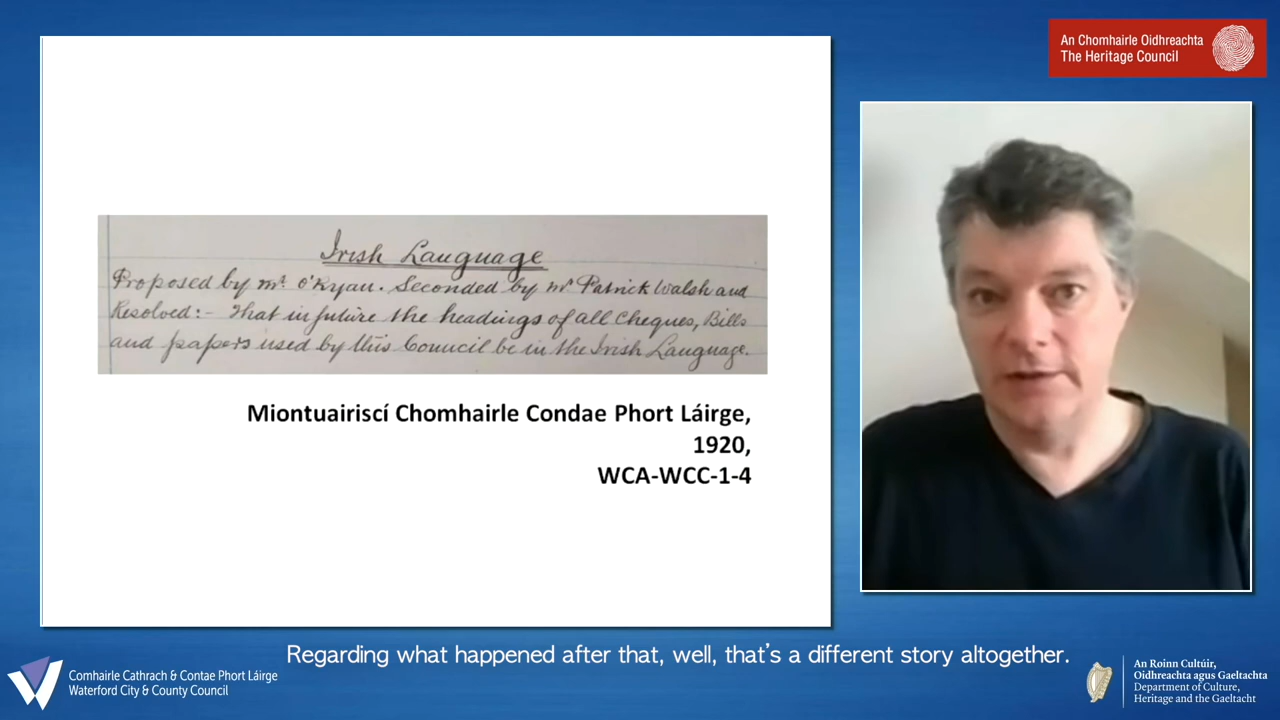 An Chomhairle Oidhreachta
The Heritage Council
Irish Language
Proposed by Mr. O'Ryan. Seconded by Mr Patrick Walsh and
Resolved:- That in future the headings of all Cheques, Bills
and papers used by this Council be in the Irish Language.
Miontuairiscí Chomhairle Condae Phort Láirge,
1920,
WCA-WCC-1-4
Regarding what happened after that, well, that's a different story altogether.
Comhairle Cathrach & Contae Phort Láirge
Waterford City & County Council
An Roinn Cultúir,
Oidhreachta agus Gaeltachta
Department of Culture,
Heritage and the Gaeltacht